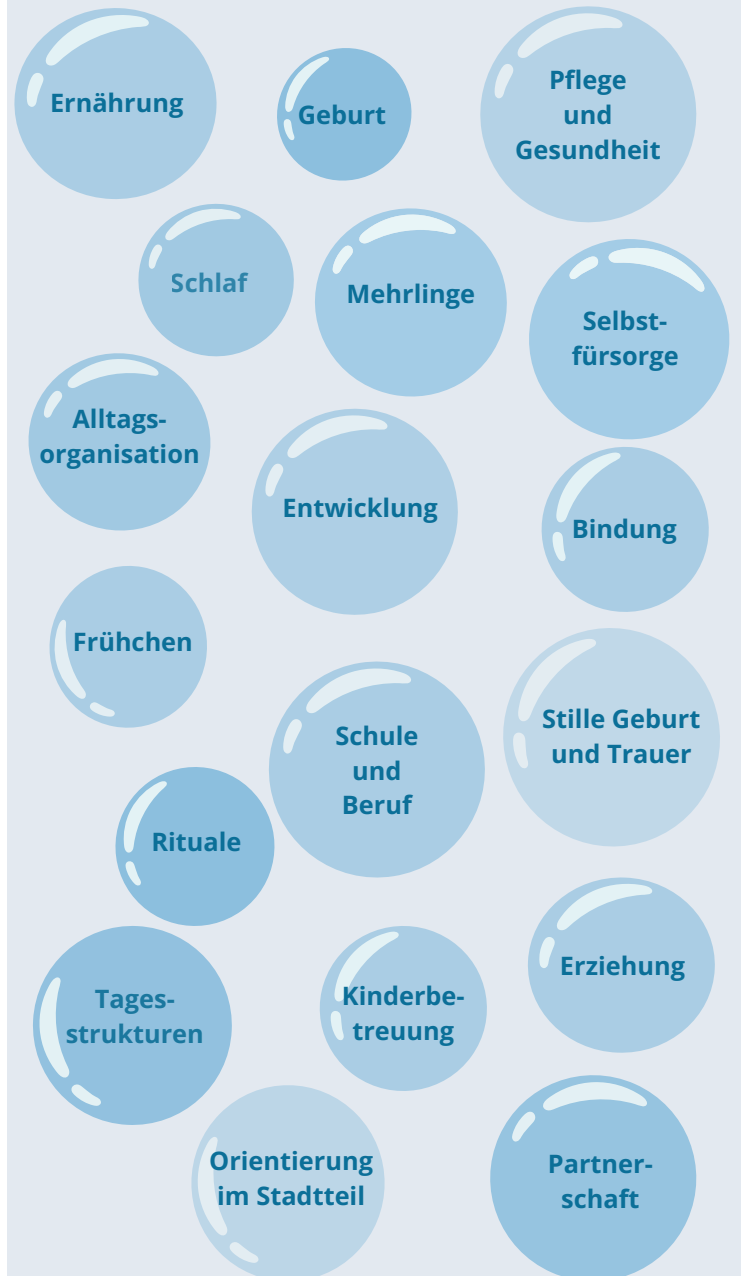 Ernährung
Geburt
Pflege
und
Gesundheit
Schlaf
Mehrlinge
Selbst-
fürsorge
Alltags-
organisation
Entwicklung
Bindung
Frühchen
Schule
und
Beruf
Stille Geburt
und Trauer
Rituale
Erziehung
Tages-
strukturen
Kinderbe-
treuung
Orientierung
im Stadtteil
Partner-
schaft